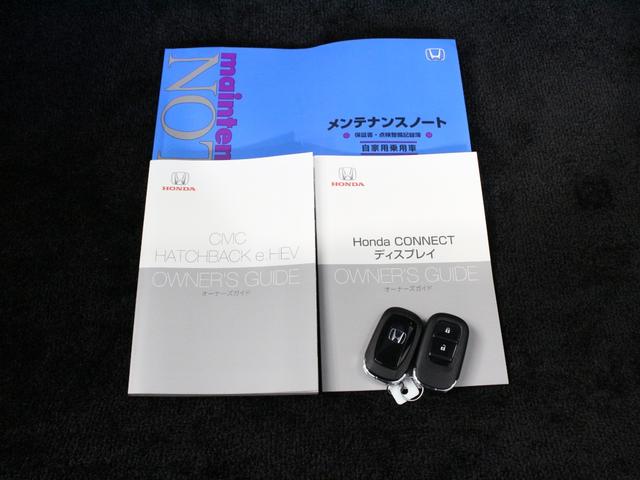 mainten
NOT
メンテナンスノート
保証書・点検整備記録簿
自家用乗用車
HONDA
CIVIC
HATCHBACK e:HEV
OWNER'S GUIDE
オーナーズガイド
HONDA
Honda CONNECT
ディスプレイ
OWNER'S GUIDE
オーナーズガイド